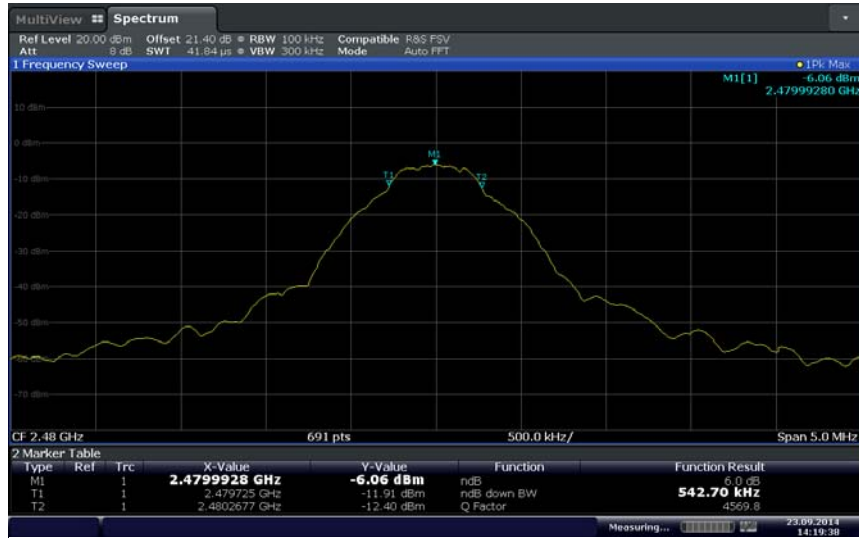 MultiView Spectrum
Ref Level 20.00 dBm Offset 21.40 dB RBW 100 kHz Compatible R&S FSV
Att 8 dB SWT 41.84 µs VBW 300 kHz Mode Auto FFT
1 Frequency Sweep 1Pk Max
M1[1] -6.06 dBm
2.47999280 GHz
10 dBm
0 dBm
M1
T1 T2
-10 dBm
-20 dBm
-30 dBm
-40 dBm
-50 dBm
-60 dBm
-70 dBm
CF 2.48 GHz 691 pts 500.0 kHz/ Span 5.0 MHz
2 Marker Table
Type Ref Trc X-Value Y-Value Function Function Result
M1 1 2.4799928 GHz -6.06 dBm ndB 6.0 dB
T1 1 2.479725 GHz -11.91 dBm ndB down BW 542.70 kHz
T2 1 2.4802677 GHz -12.40 dBm Q Factor 4569.8
Measuring... 23.09.2014
14:19:38